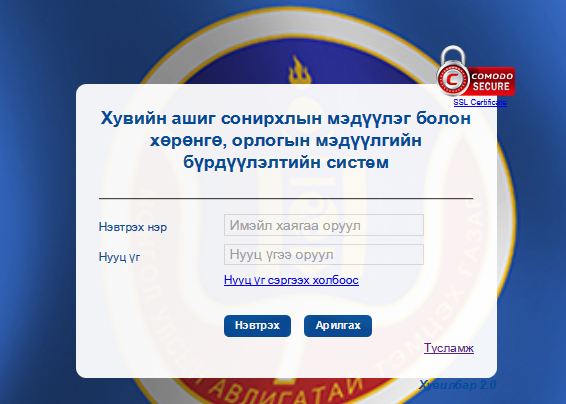 COMODO
SECURE
SSL Certificate
Хувийн ашиг сонирхлын мэдүүлэг болон
хөрөнгө, орлогын мэдүүлгийн
бүрдүүлэлтийн систем
Нэвтрэх нэр
Имэйл хаягаа оруул
Нууц үг
Нууц үгээ оруул
Нууц үг сэргээх холбоос
Нэвтрэх
Арилгах
Тусламж
Хувилбар 2.0